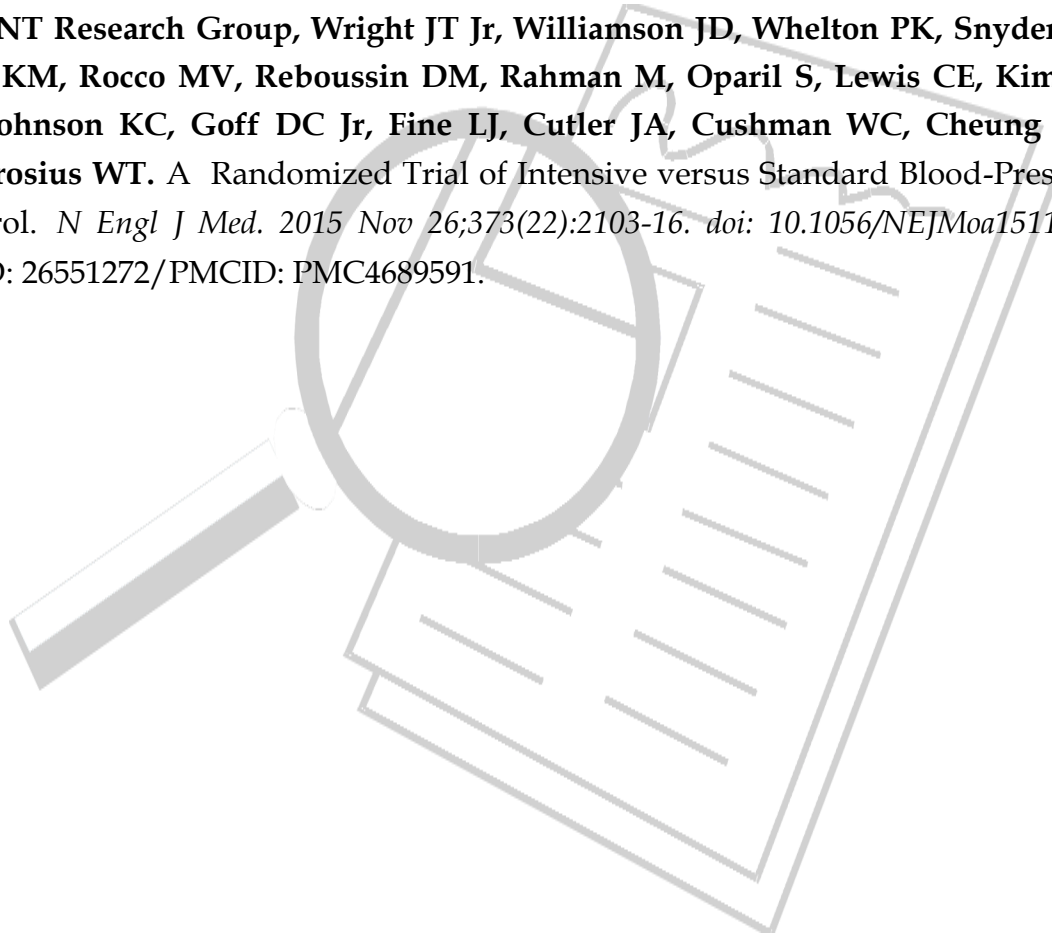 NT Research Group, Wright JT Jr, Williamson JD, Whelton PK, Snyder
KM, Rocco MV, Reboussin DM, Rahman M, Oparil S, Lewis CE, Kim
ohnson KC, Goff DC Jr, Fine LJ, Cutler JA, Cushman WC, Cheung
rosius WT. A Randomized Trial of Intensive versus Standard Blood-Pres
rol. N Engl J Med. 2015 Nov 26;373(22):2103-16. doi: 10.1056/NEJMoa1511
D: 26551272/PMCID: PMC4689591.